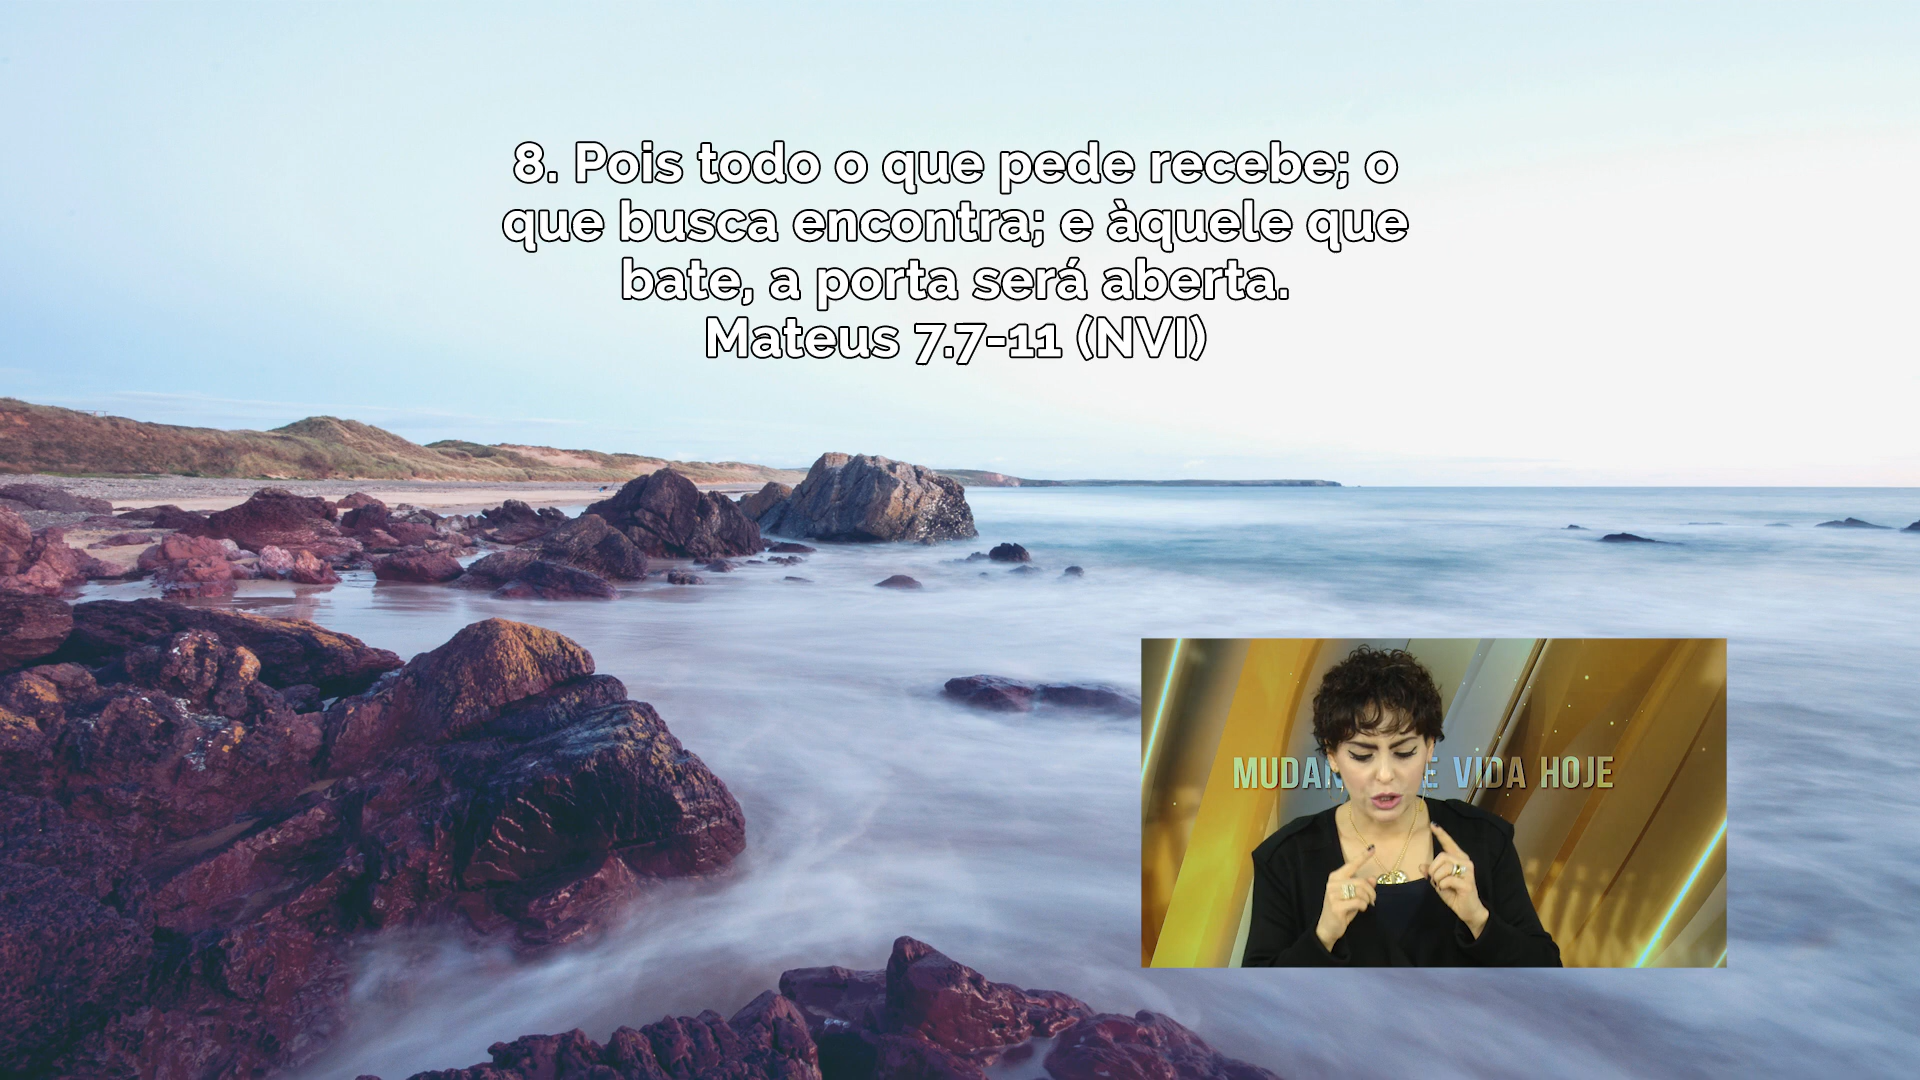 8. Pois todo o que pede recebe; o
que busca encontra; e àquele que
bate, a porta será aberta.
Mateus 7.7-11 (NVI)
VIDA HOJE